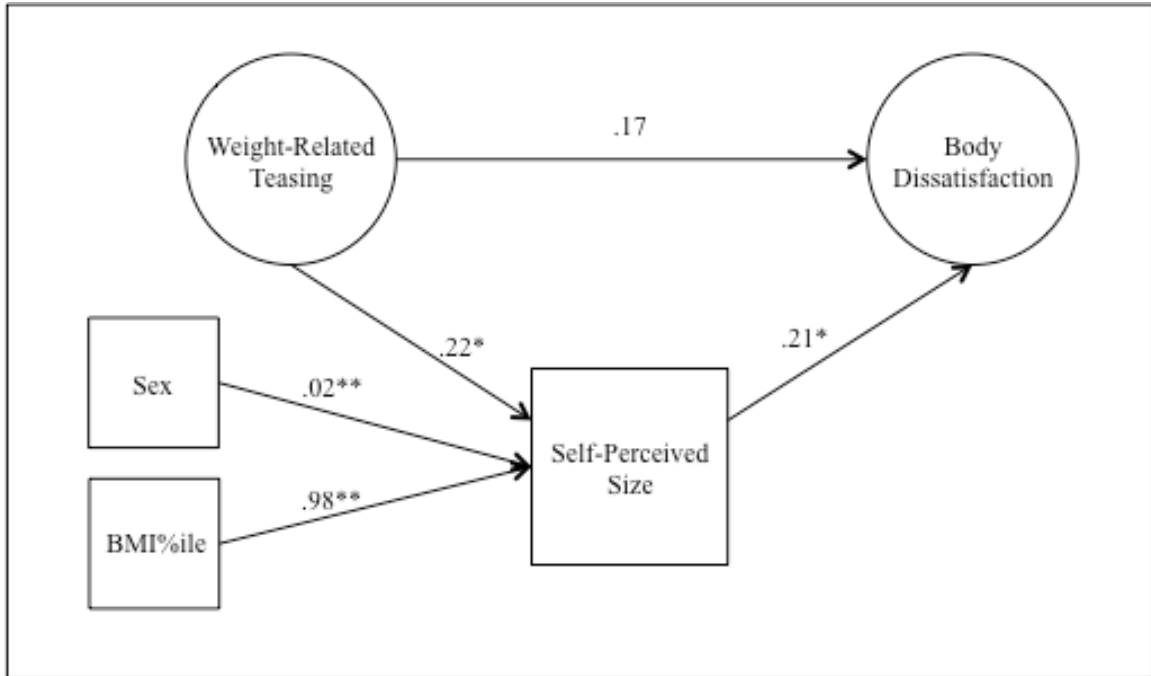 Weight-Related
Teasing
.17
Body
Dissatisfaction
.22*
.21*
Sex
.02**
Self-Perceived
Size
.98**
BMI%ile